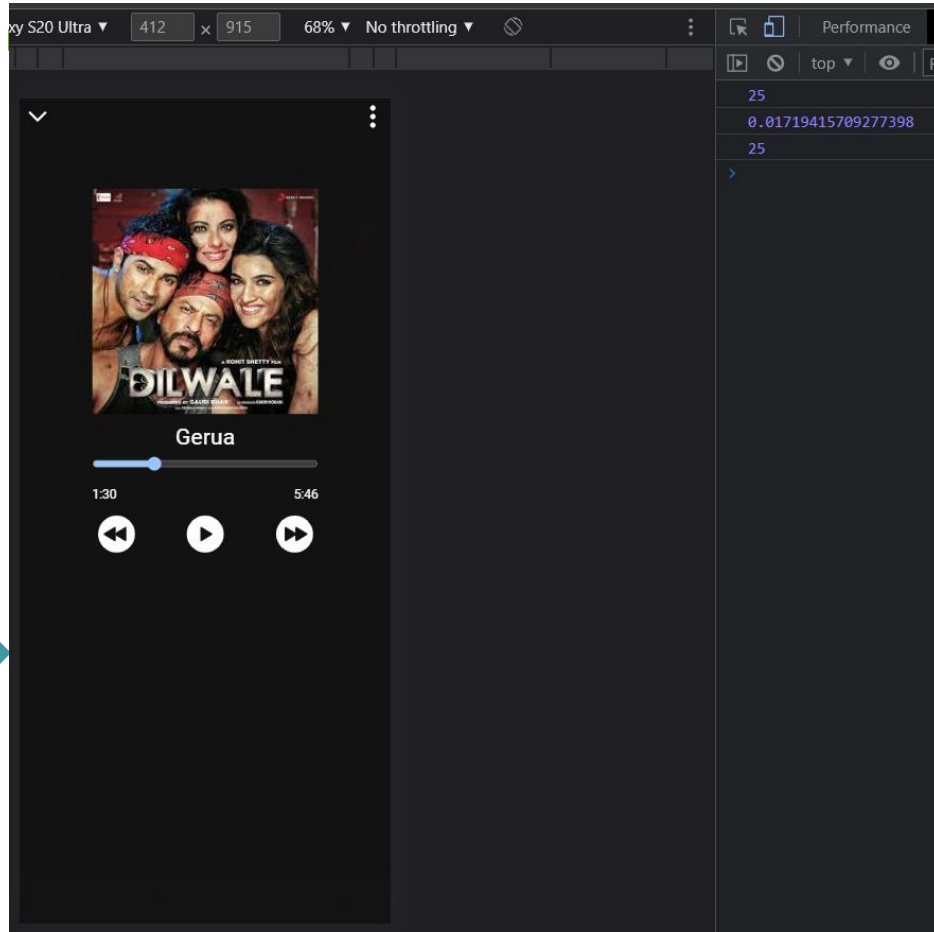 xy S20 Ultra ▼ 412 × 915 68% ▼ No throttling ▼
Performance
top ▼
25
0.01719415709277398
25
A ROHIT SHETTY FILM
DILWALE
PRODUCED BY GAURI KHAN
Gerua
1:30 5:46